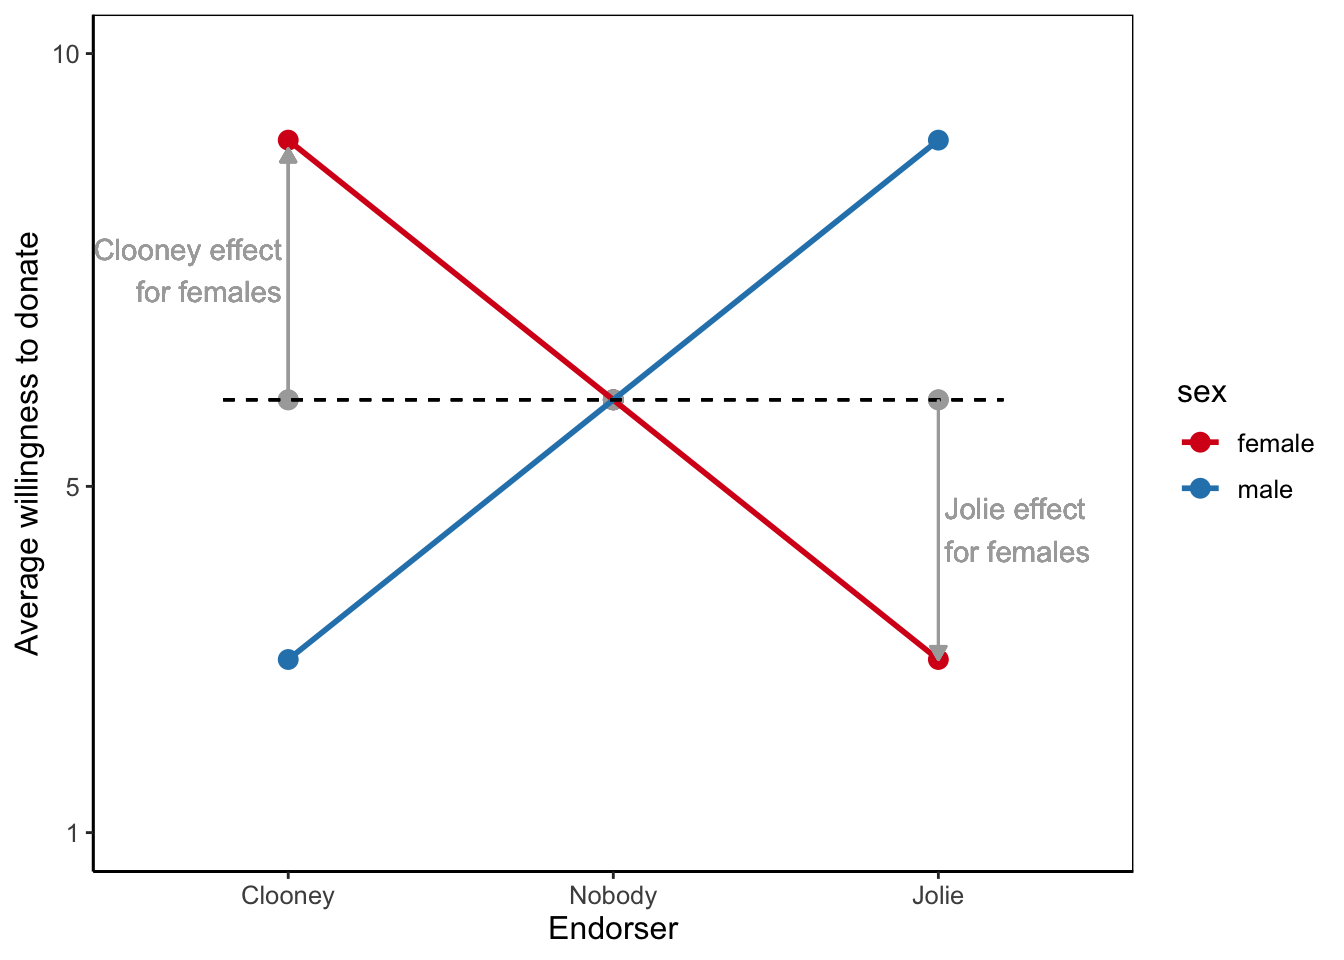 10
5
1
Average willingness to donate
Clooney effect
for females
Jolie effect
for females
Clooney
Nobody
Jolie
Endorser
sex
female
male